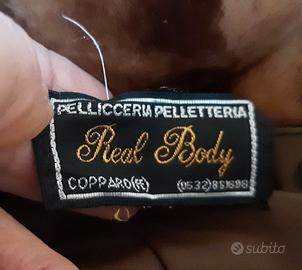 PELLICCERIA PELLETTERIA
Real Body
COPPARO (FE) (0532) 851698
subito